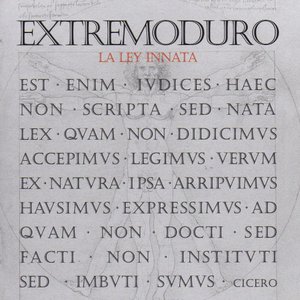 EXTREMODURO
LA LEY INNATA
EST · ENIM · IVDICES · HAEC
NON · SCRIPTA · SED · NATA
LEX · QVAM · NON · DIDICIMVS
ACCEPIMVS · LEGIMVS · VERVM
EX · NATVRA · IPSA · ARRIPVIMVS
HAVSIMVS · EXPRESSIMVS · AD
QVAM · NON · DOCTI · SED
FACTI · NON · INSTITVTI
SED · IMBVTI · SVMVS · CICERO